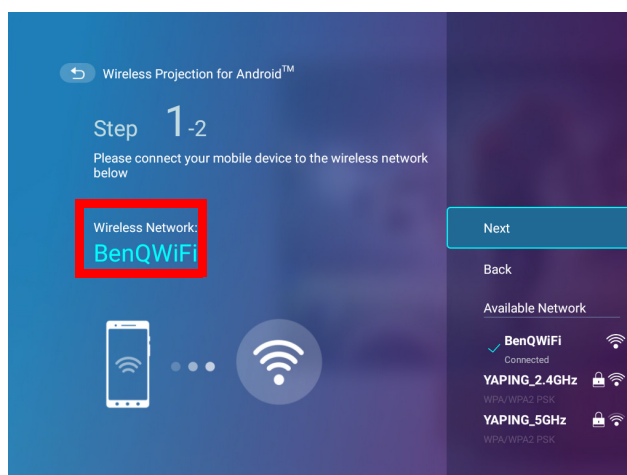 Wireless Projection for Android™
Step 1-2
Please connect your mobile device to the wireless network
below
Wireless Network:
BenQWiFi
Next
Back
Available Network
BenQWiFi
Connected
YAPING_2.4GHz
WPA/WPA2 PSK
YAPING_5GHz
WPA/WPA2 PSK